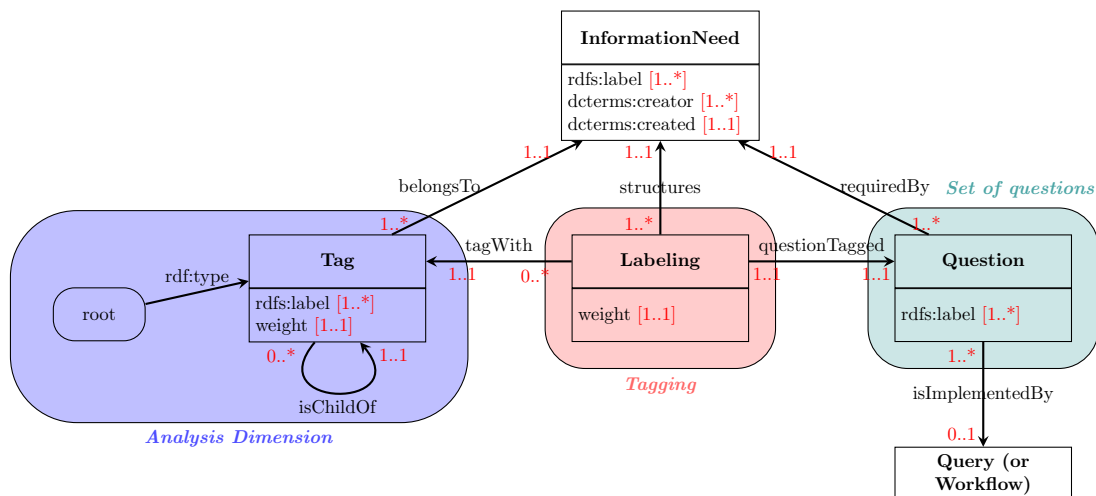 InformationNeed
rdfs:label [1..*]
dcterms:creator [1..*]
dcterms:created [1..1]
1..1
1..1
1..1
belongsTo
structures
requiredBy
Set of questions
1..*
1..*
1..*
Tag
tagWith
Labeling
questionTagged
Question
rdf:type
1..1
0..*
1..1
1..1
root
rdfs:label [1..*]
weight [1..1]
weight [1..1]
rdfs:label [1..*]
0..*
1..1
1..*
isChildOf
Tagging
isImplementedBy
Analysis Dimension
0..1
Query (or
Workflow)